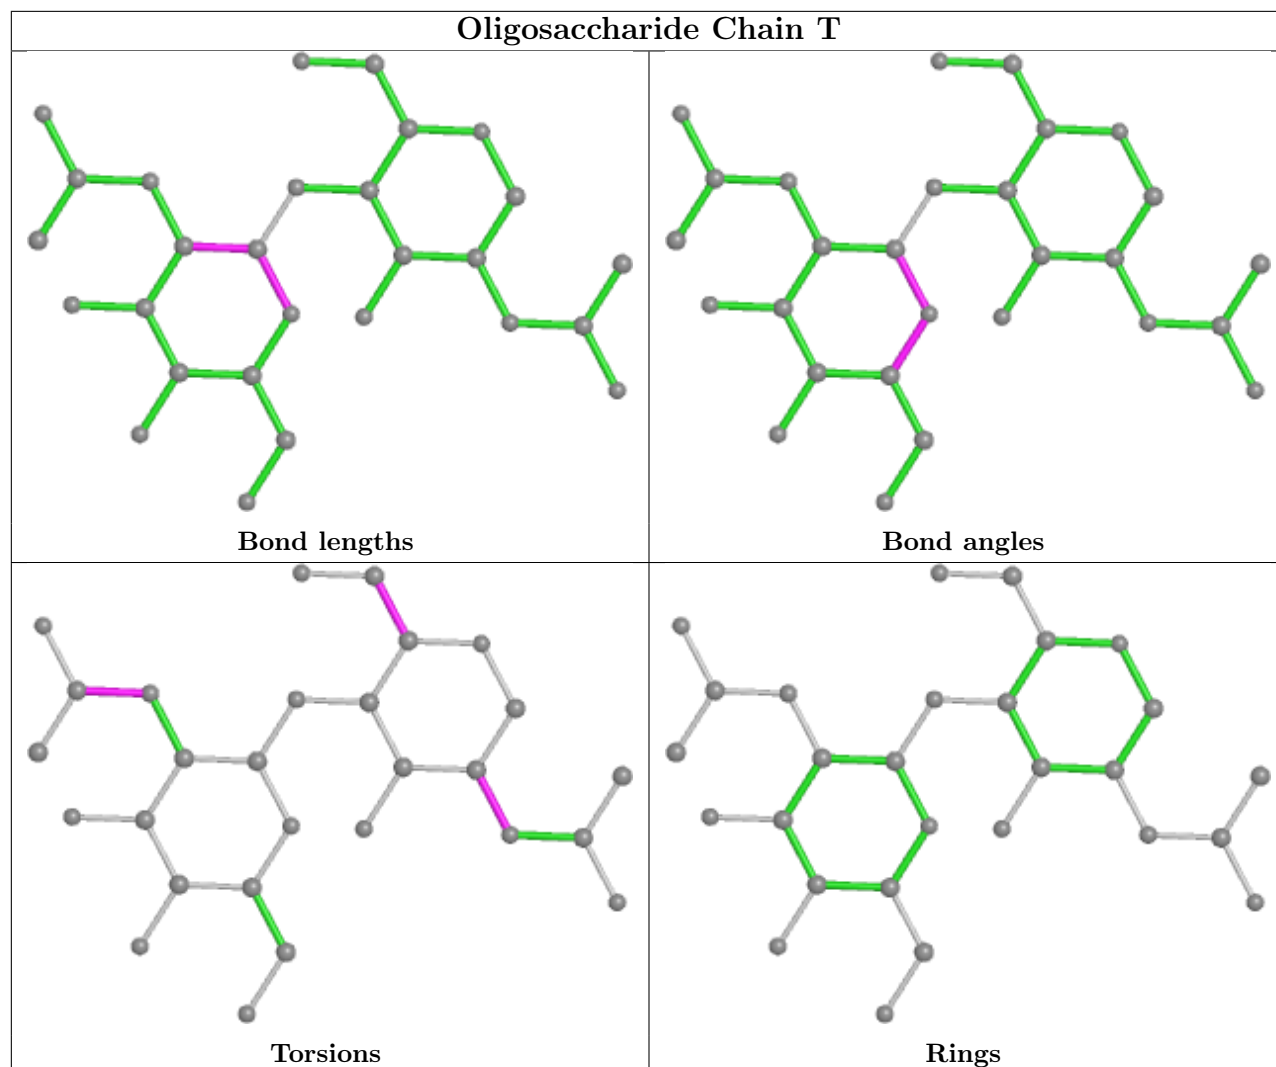 Oligosaccharide Chain T
Bond lengths
Bond angles
Torsions
Rings